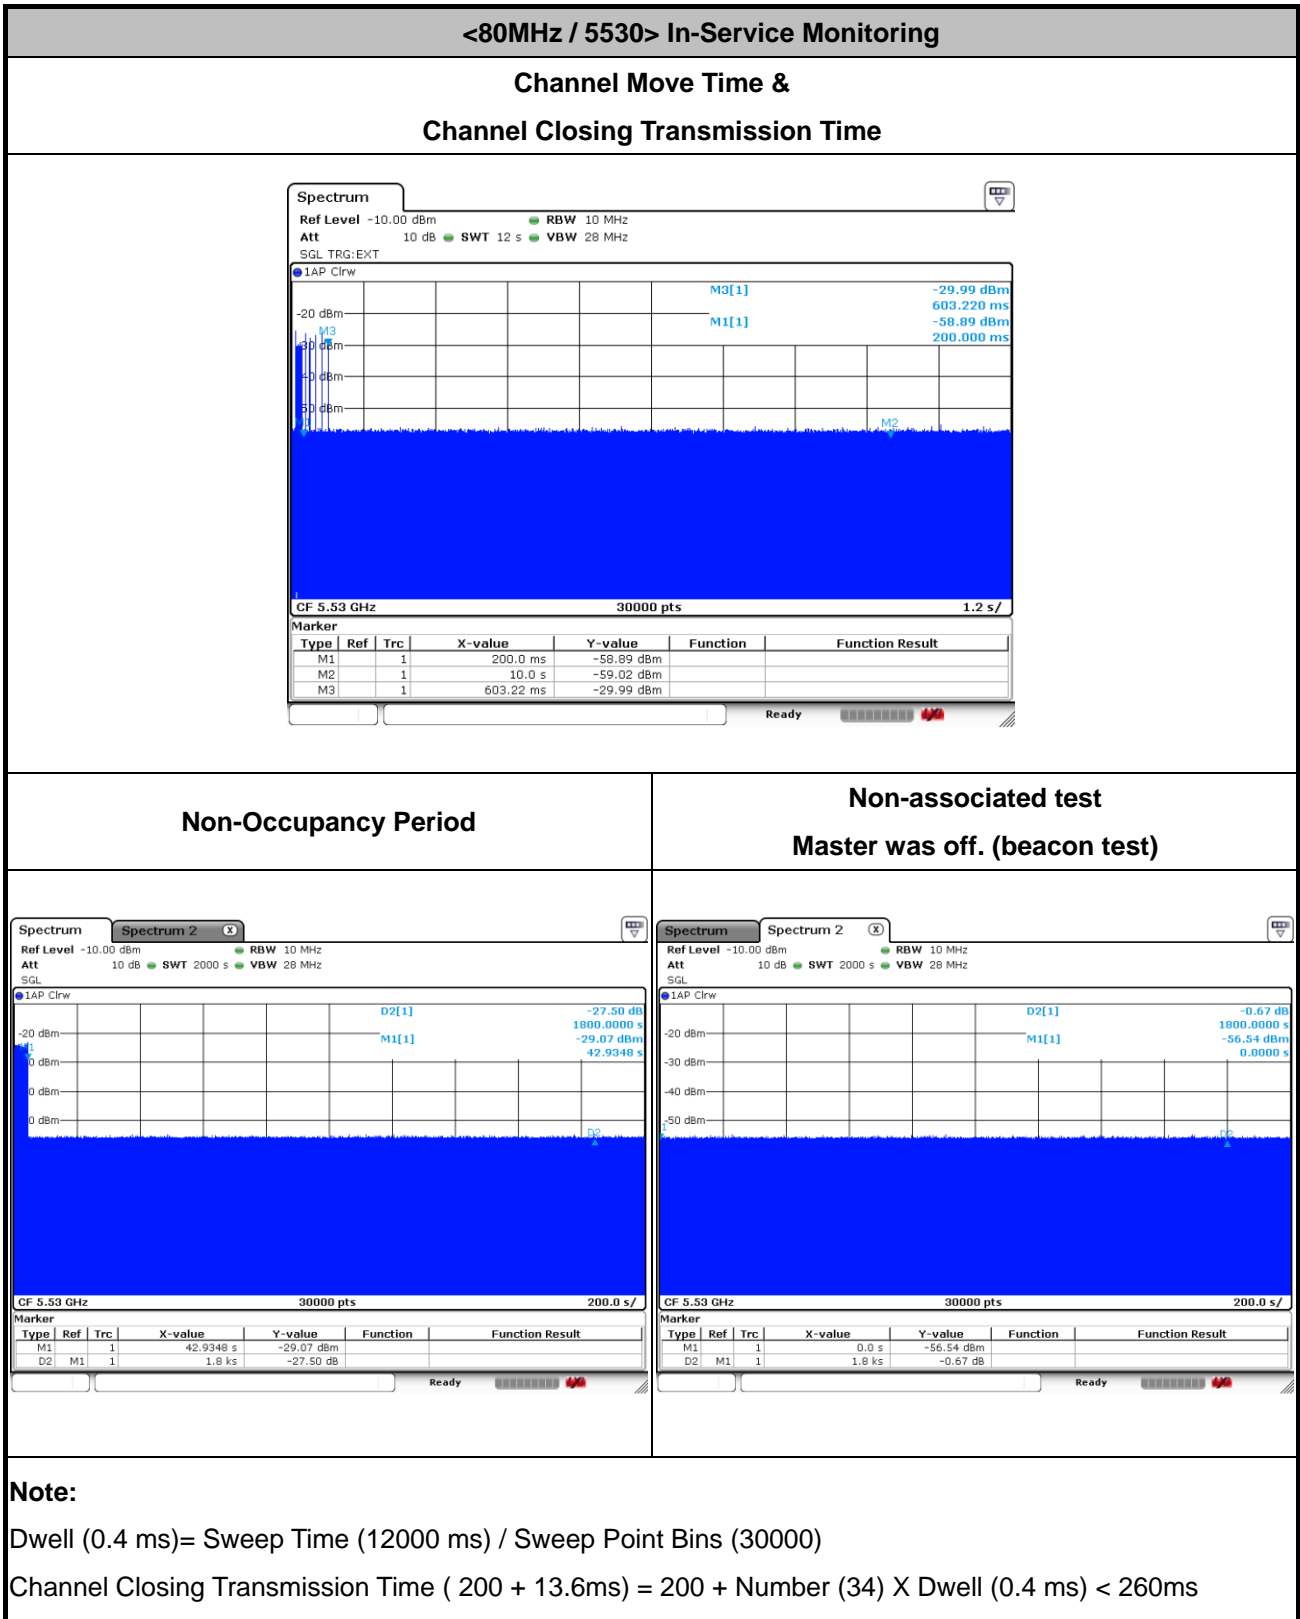 <80MHz / 5530> In-Service Monitoring
Channel Move Time &
Channel Closing Transmission Time
Spectrum
Ref Level -10.00 dBm RBW 10 MHz
Att 10 dB SWT 12 s VBW 28 MHz
SGL TRG:EXT
1AP Clrw
M3[1] -29.99 dBm
603.220 ms
-20 dBm
M1[1] -58.89 dBm
200.000 ms
M3
-30 dBm
-40 dBm
-50 dBm
M2
CF 5.53 GHz 30000 pts 1.2 s/
Marker
Type Ref Trc X-value Y-value Function Function Result
M1 1 200.0 ms -58.89 dBm
M2 1 10.0 s -59.02 dBm
M3 1 603.22 ms -29.99 dBm
Ready
Non-Occupancy Period
Non-associated test
Master was off. (beacon test)
Spectrum Spectrum 2 X
Ref Level -10.00 dBm RBW 10 MHz
Att 10 dB SWT 2000 s VBW 28 MHz
SGL
1AP Clrw
D2[1] -27.50 dB
1800.0000 s
-20 dBm
M1[1] -29.07 dBm
42.9348 s
0 dBm
0 dBm
0 dBm
D2
CF 5.53 GHz 30000 pts 200.0 s/
Marker
Type Ref Trc X-value Y-value Function Function Result
M1 1 42.9348 s -29.07 dBm
D2 M1 1 1.8 ks -27.50 dB
Ready
Spectrum Spectrum 2 X
Ref Level -10.00 dBm RBW 10 MHz
Att 10 dB SWT 2000 s VBW 28 MHz
SGL
1AP Clrw
D2[1] -0.67 dB
1800.0000 s
-20 dBm
M1[1] -56.54 dBm
0.0000 s
-30 dBm
-40 dBm
-50 dBm
D2
CF 5.53 GHz 30000 pts 200.0 s/
Marker
Type Ref Trc X-value Y-value Function Function Result
M1 1 0.0 s -56.54 dBm
D2 M1 1 1.8 ks -0.67 dB
Ready
Note:
Dwell (0.4 ms)= Sweep Time (12000 ms) / Sweep Point Bins (30000)
Channel Closing Transmission Time ( 200 + 13.6ms) = 200 + Number (34) X Dwell (0.4 ms) < 260ms